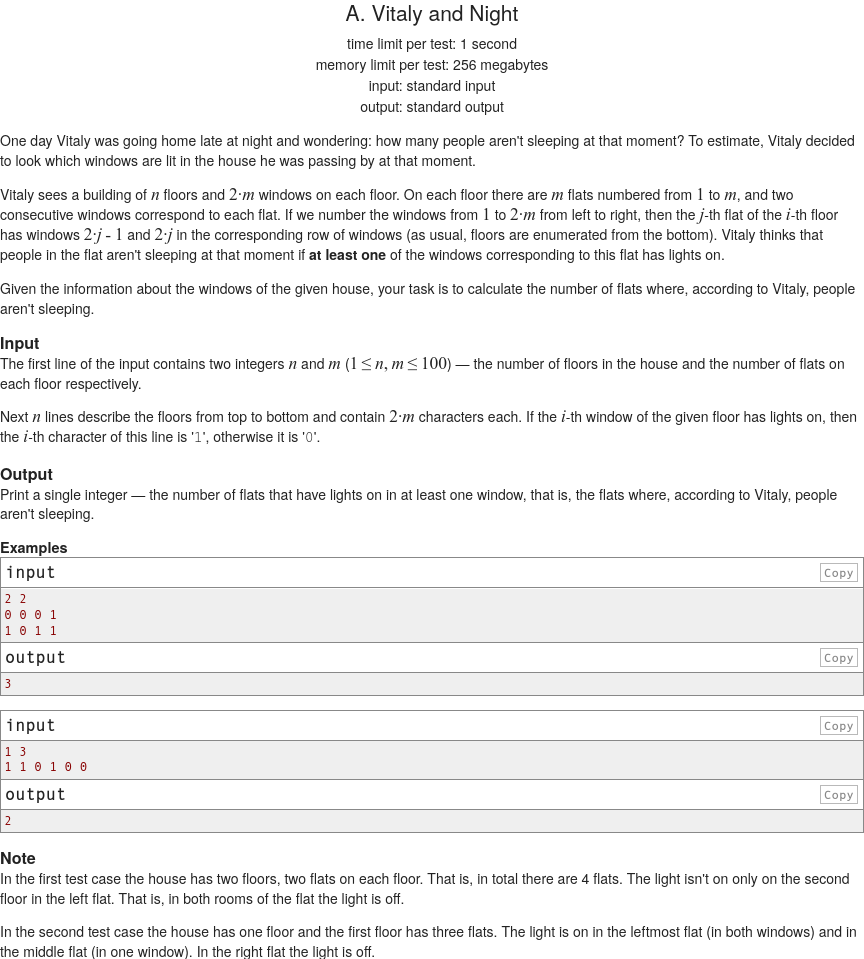 A. Vitaly and Night
time limit per test: 1 second
memory limit per test: 256 megabytes
input: standard input
output: standard output
One day Vitaly was going home late at night and wondering: how many people aren't sleeping at that moment? To estimate, Vitaly decided
to look which windows are lit in the house he was passing by at that moment.
Vitaly sees a building of n floors and 2·m windows on each floor. On each floor there are m flats numbered from 1 to m, and two
consecutive windows correspond to each flat. If we number the windows from 1 to 2·m from left to right, then the j-th flat of the i-th floor
has windows 2·j - 1 and 2·j in the corresponding row of windows (as usual, floors are enumerated from the bottom). Vitaly thinks that
people in the flat aren't sleeping at that moment if at least one of the windows corresponding to this flat has lights on.
Given the information about the windows of the given house, your task is to calculate the number of flats where, according to Vitaly, people
aren't sleeping.
Input
The first line of the input contains two integers n and m (1 ≤ n, m ≤ 100) — the number of floors in the house and the number of flats on
each floor respectively.
Next n lines describe the floors from top to bottom and contain 2·m characters each. If the i-th window of the given floor has lights on, then
the i-th character of this line is '1', otherwise it is '0'.
Output
Print a single integer — the number of flats that have lights on in at least one window, that is, the flats where, according to Vitaly, people
aren't sleeping.
Examples
input Copy
2 2
0 0 0 1
1 0 1 1
output Copy
3
input Copy
1 3
1 1 0 1 0 0
output Copy
2
Note
In the first test case the house has two floors, two flats on each floor. That is, in total there are 4 flats. The light isn't on only on the second
floor in the left flat. That is, in both rooms of the flat the light is off.
In the second test case the house has one floor and the first floor has three flats. The light is on in the leftmost flat (in both windows) and in
the middle flat (in one window). In the right flat the light is off.